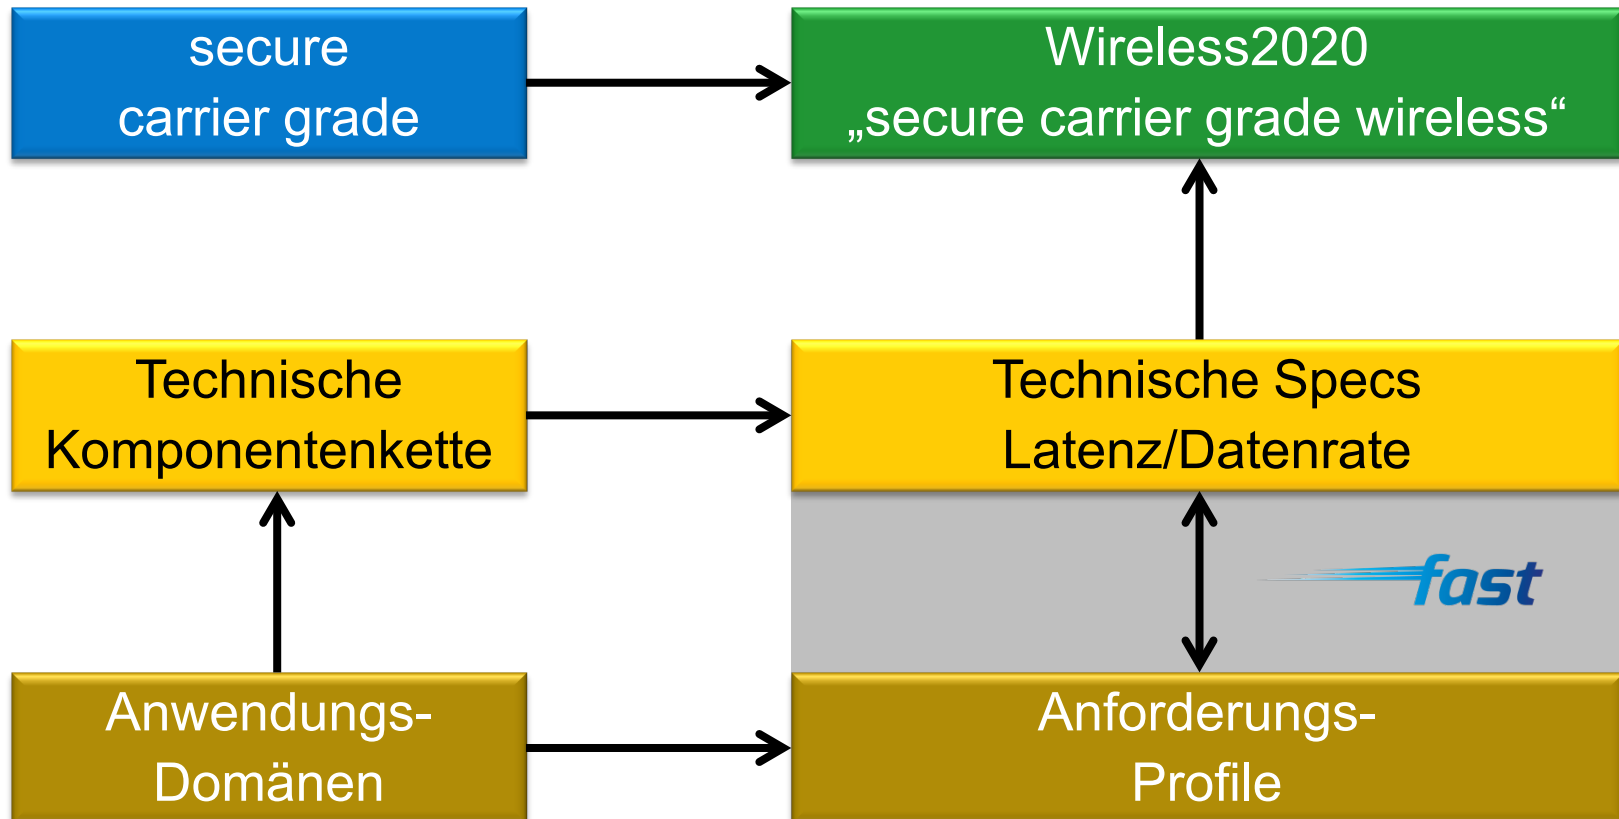 secure
carrier grade
Wireless2020
„secure carrier grade wireless“
Technische
Komponentenkette
Technische Specs
Latenz/Datenrate
fast
Anwendungs-
Domänen
Anforderungs-
Profile